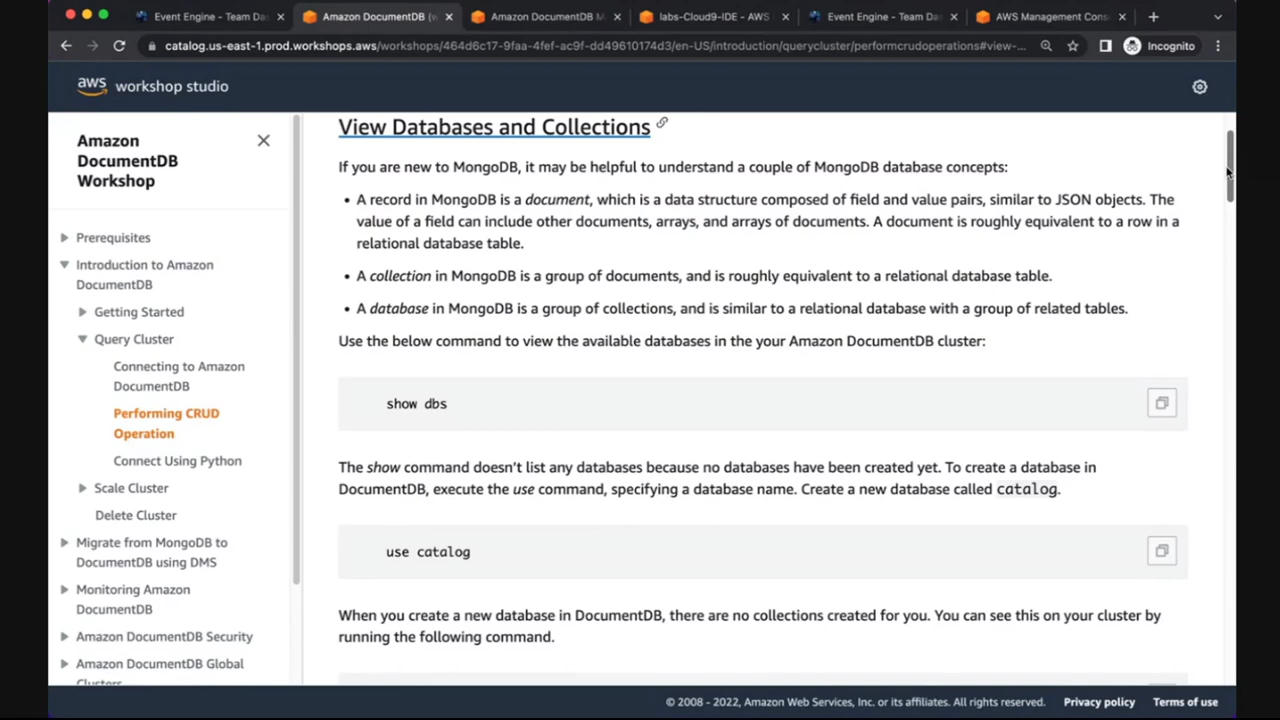 Event Engine - Team Da
Amazon DocumentDB (w
Amazon DocumentDB M
labs-Cloud9-IDE - AWS
Event Engine - Team Da
AWS Management Cons
catalog.us-east-1.prod.workshops.aws/workshops/464d6c17-9faa-4fef-ac9f-dd49610174d3/en-US/introduction/querycluster/performcrudoperations#view-...
Incognito
aws workshop studio
Amazon
DocumentDB
Workshop
Prerequisites
Introduction to Amazon
DocumentDB
Getting Started
Query Cluster
Connecting to Amazon
DocumentDB
Performing CRUD
Operation
Connect Using Python
Scale Cluster
Delete Cluster
Migrate from MongoDB to
DocumentDB using DMS
Monitoring Amazon
DocumentDB
Amazon DocumentDB Security
Amazon DocumentDB Global
Clusters
View Databases and Collections
If you are new to MongoDB, it may be helpful to understand a couple of MongoDB database concepts:
• A record in MongoDB is a document, which is a data structure composed of field and value pairs, similar to JSON objects. The
value of a field can include other documents, arrays, and arrays of documents. A document is roughly equivalent to a row in a
relational database table.
• A collection in MongoDB is a group of documents, and is roughly equivalent to a relational database table.
• A database in MongoDB is a group of collections, and is similar to a relational database with a group of related tables.
Use the below command to view the available databases in the your Amazon DocumentDB cluster:
show dbs
The show command doesn't list any databases because no databases have been created yet. To create a database in
DocumentDB, execute the use command, specifying a database name. Create a new database called catalog.
use catalog
When you create a new database in DocumentDB, there are no collections created for you. You can see this on your cluster by
running the following command.
© 2008 - 2022, Amazon Web Services, Inc. or its affiliates. All rights reserved. Privacy policy Terms of use